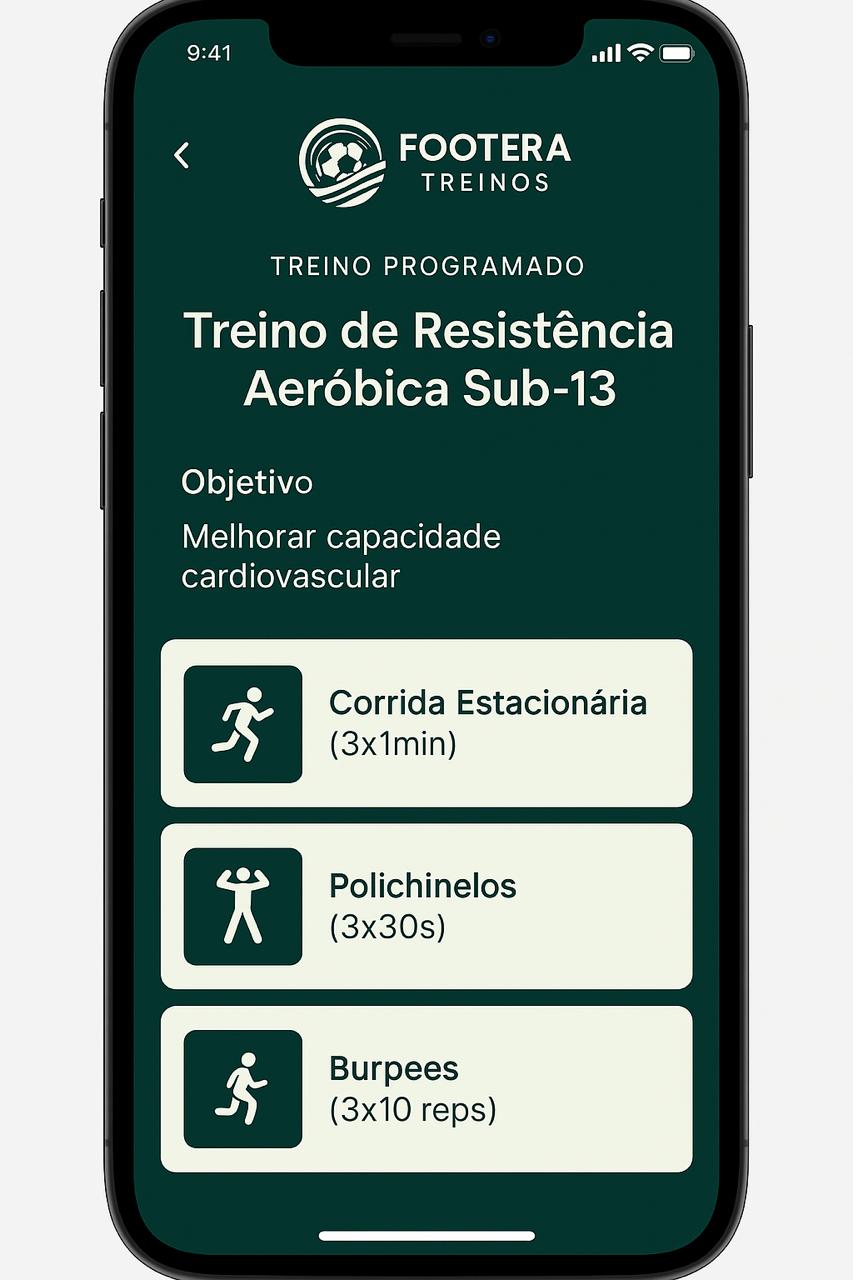 9:41
FOOTERA
TREINOS
TREINO PROGRAMADO
Treino de Resistência
Aeróbica Sub-13
Objetivo
Melhorar capacidade
cardiovascular
Corrida Estacionária
(3x1min)
Polichinelos
(3x30s)
Burpees
(3x10 reps)